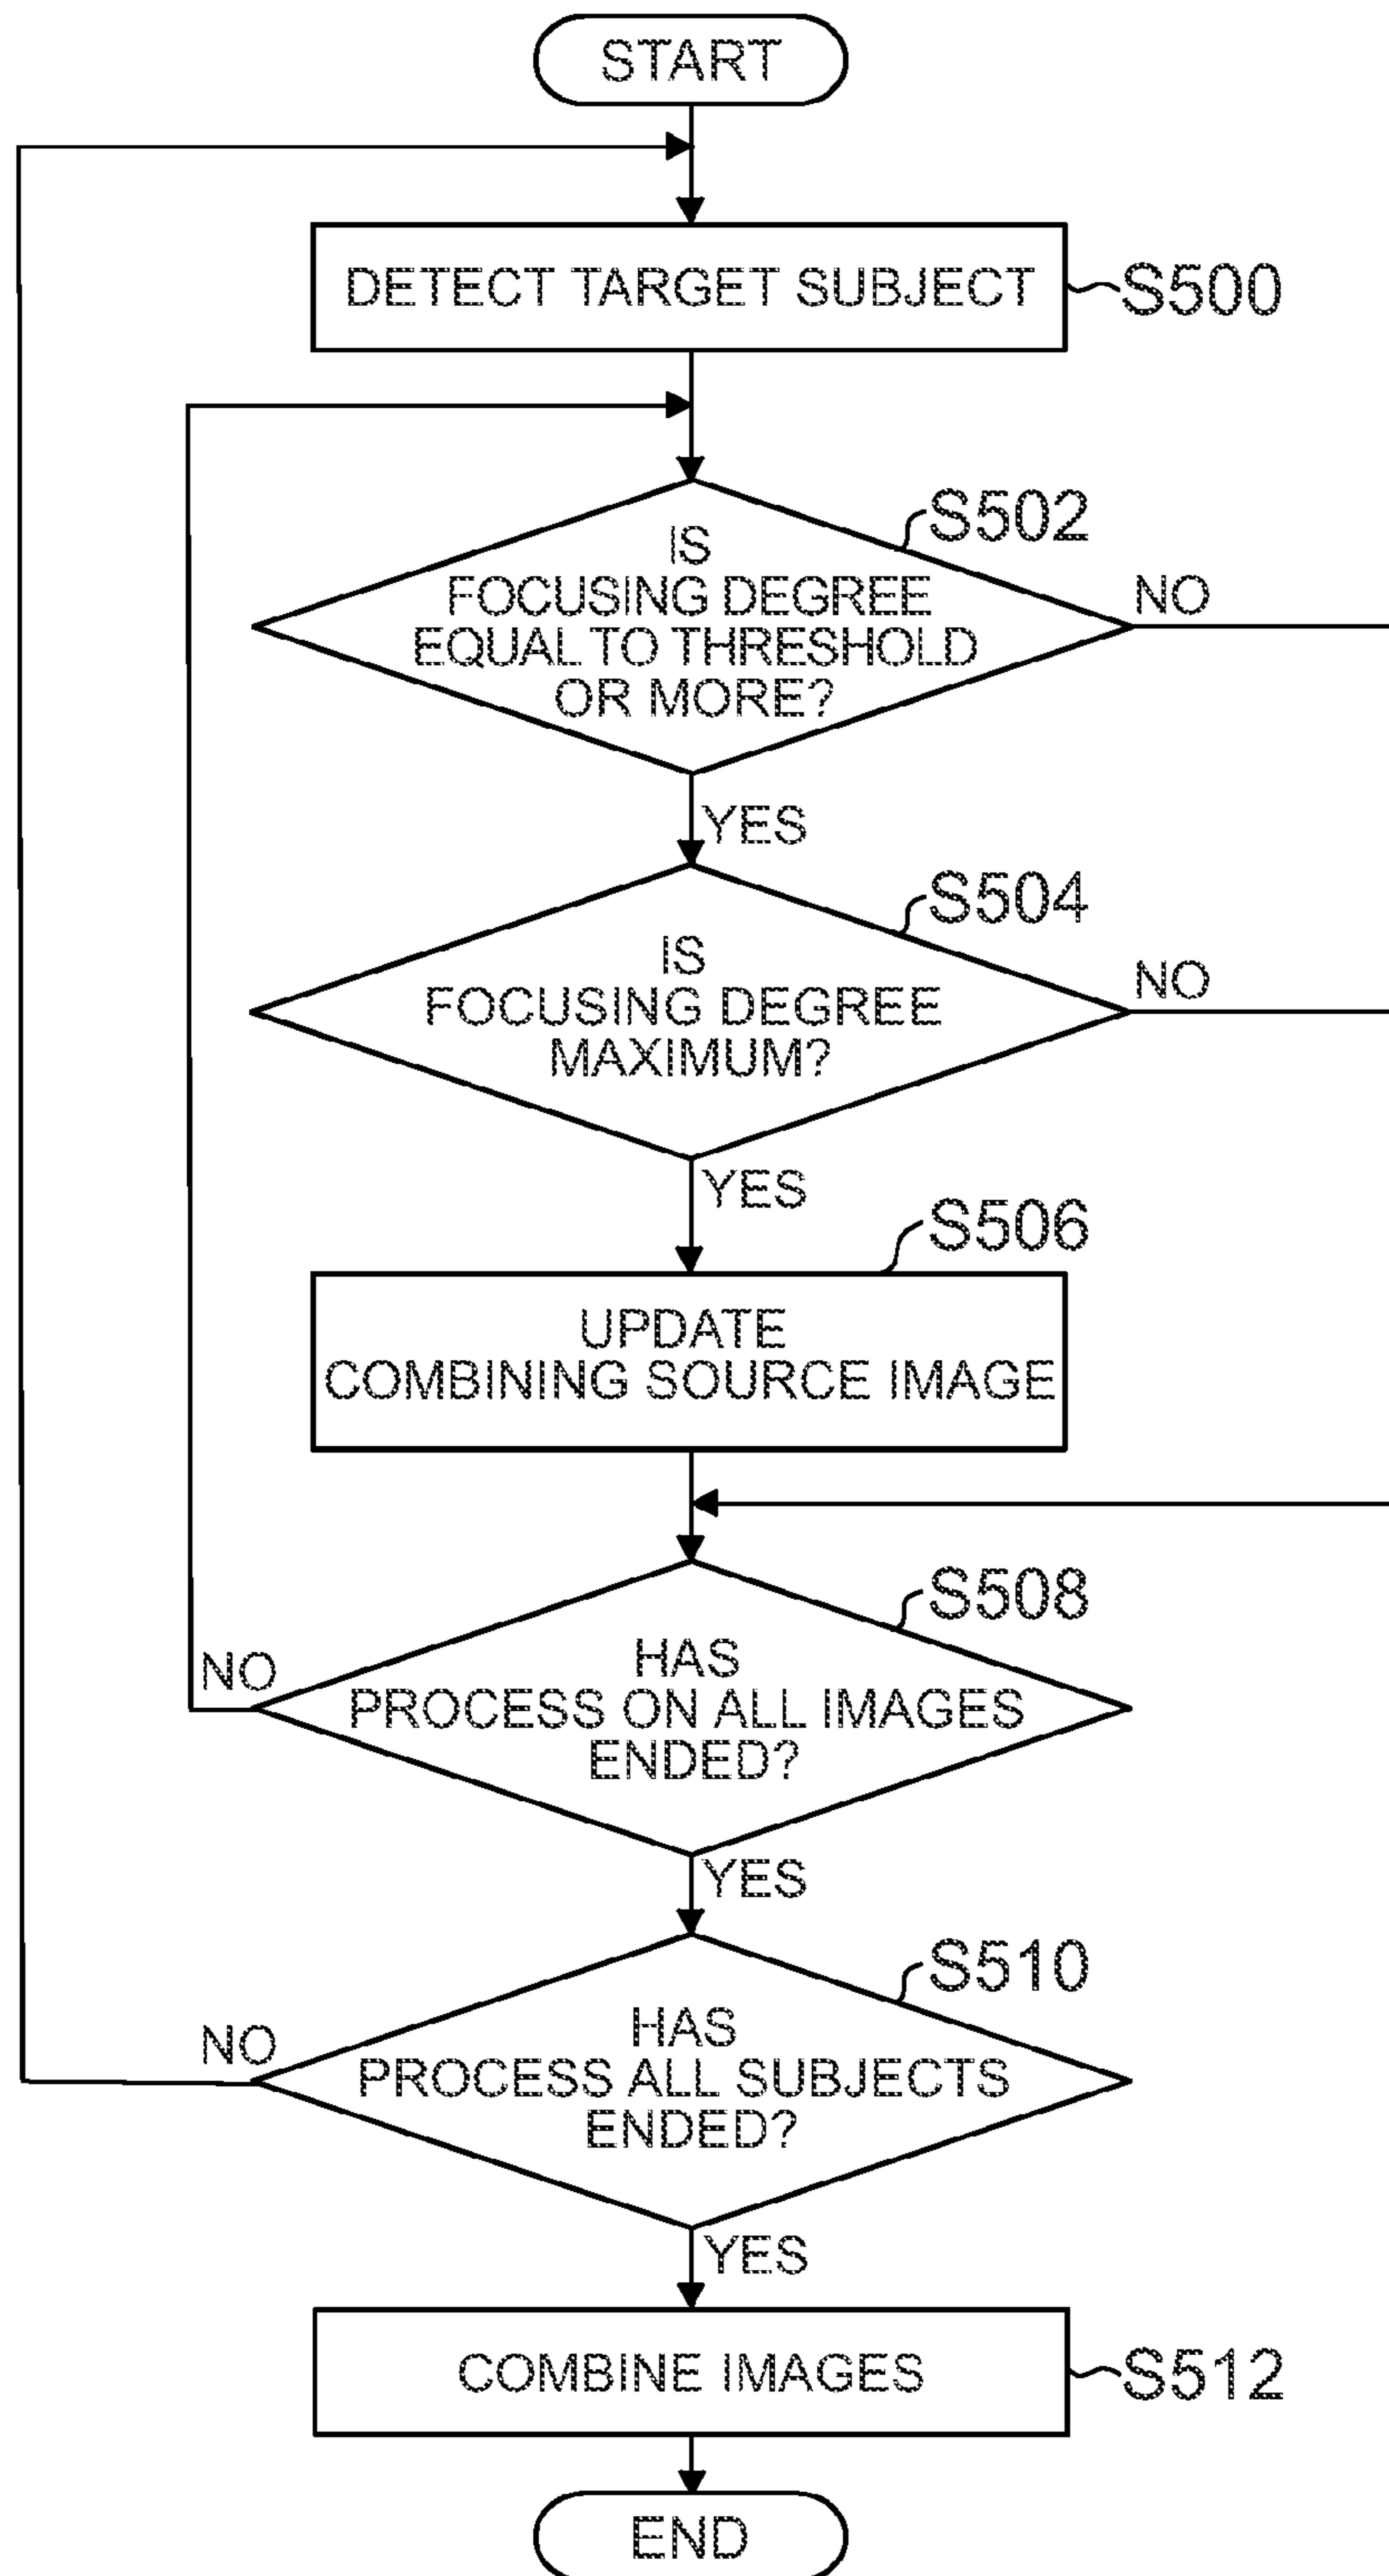 START
DETECT TARGET SUBJECT
S500
S502
IS
FOCUSING DEGREE
EQUAL TO THRESHOLD
OR MORE?
NO
YES
S504
IS
FOCUSING DEGREE
MAXIMUM?
NO
YES
S506
UPDATE
COMBINING SOURCE IMAGE
S508
HAS
PROCESS ON ALL IMAGES
ENDED?
NO
YES
S510
HAS
PROCESS ALL SUBJECTS
ENDED?
NO
YES
COMBINE IMAGES
S512
END